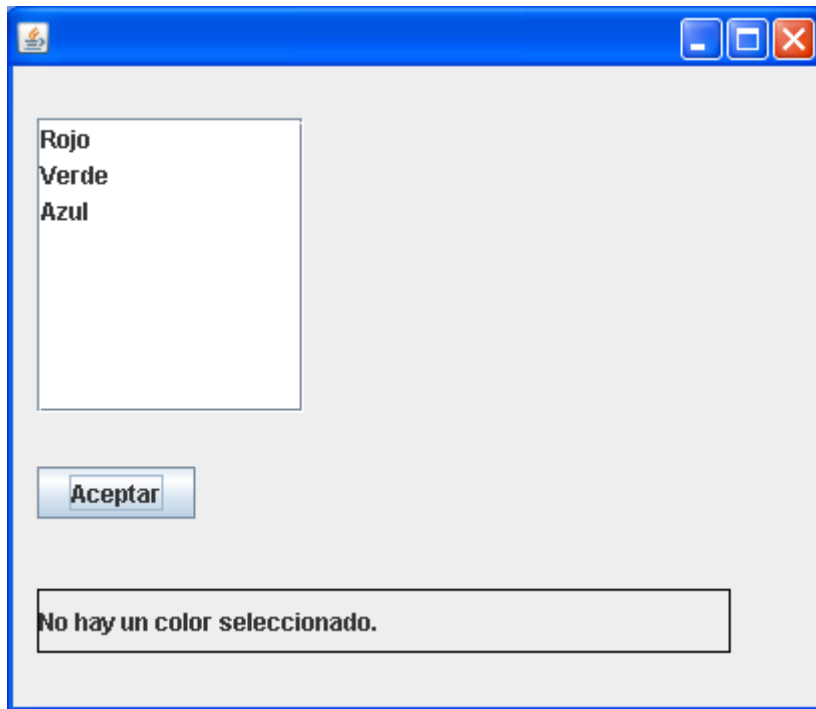 Rojo
Verde
Azul
Aceptar
No hay un color seleccionado.